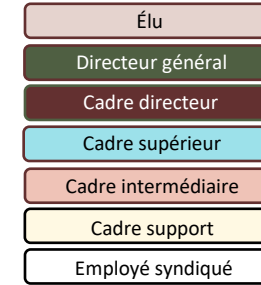 Élu
Directeur général
Cadre directeur
Cadre supérieur
Cadre intermédiaire
Cadre support
Employé syndiqué